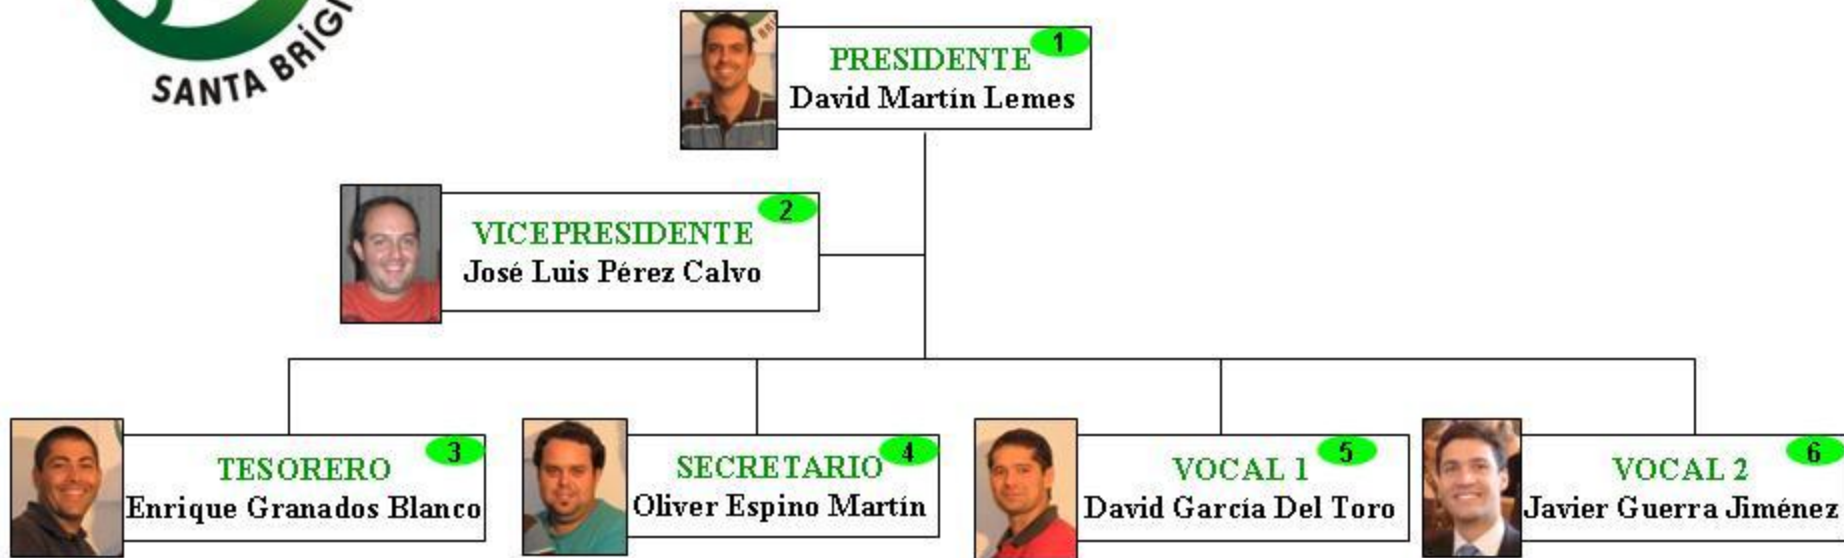 SANTA
1
PRESIDENTE
David Martín Lemes
2
VICEPRESIDENTE
José Luis Pérez Calvo
3
TESORERO
Enrique Granados Blanco
4
SECRETARIO
Oliver Espino Martín
5
VOCAL 1
David García Del Toro
6
VOCAL 2
Javier Guerra Jiménez